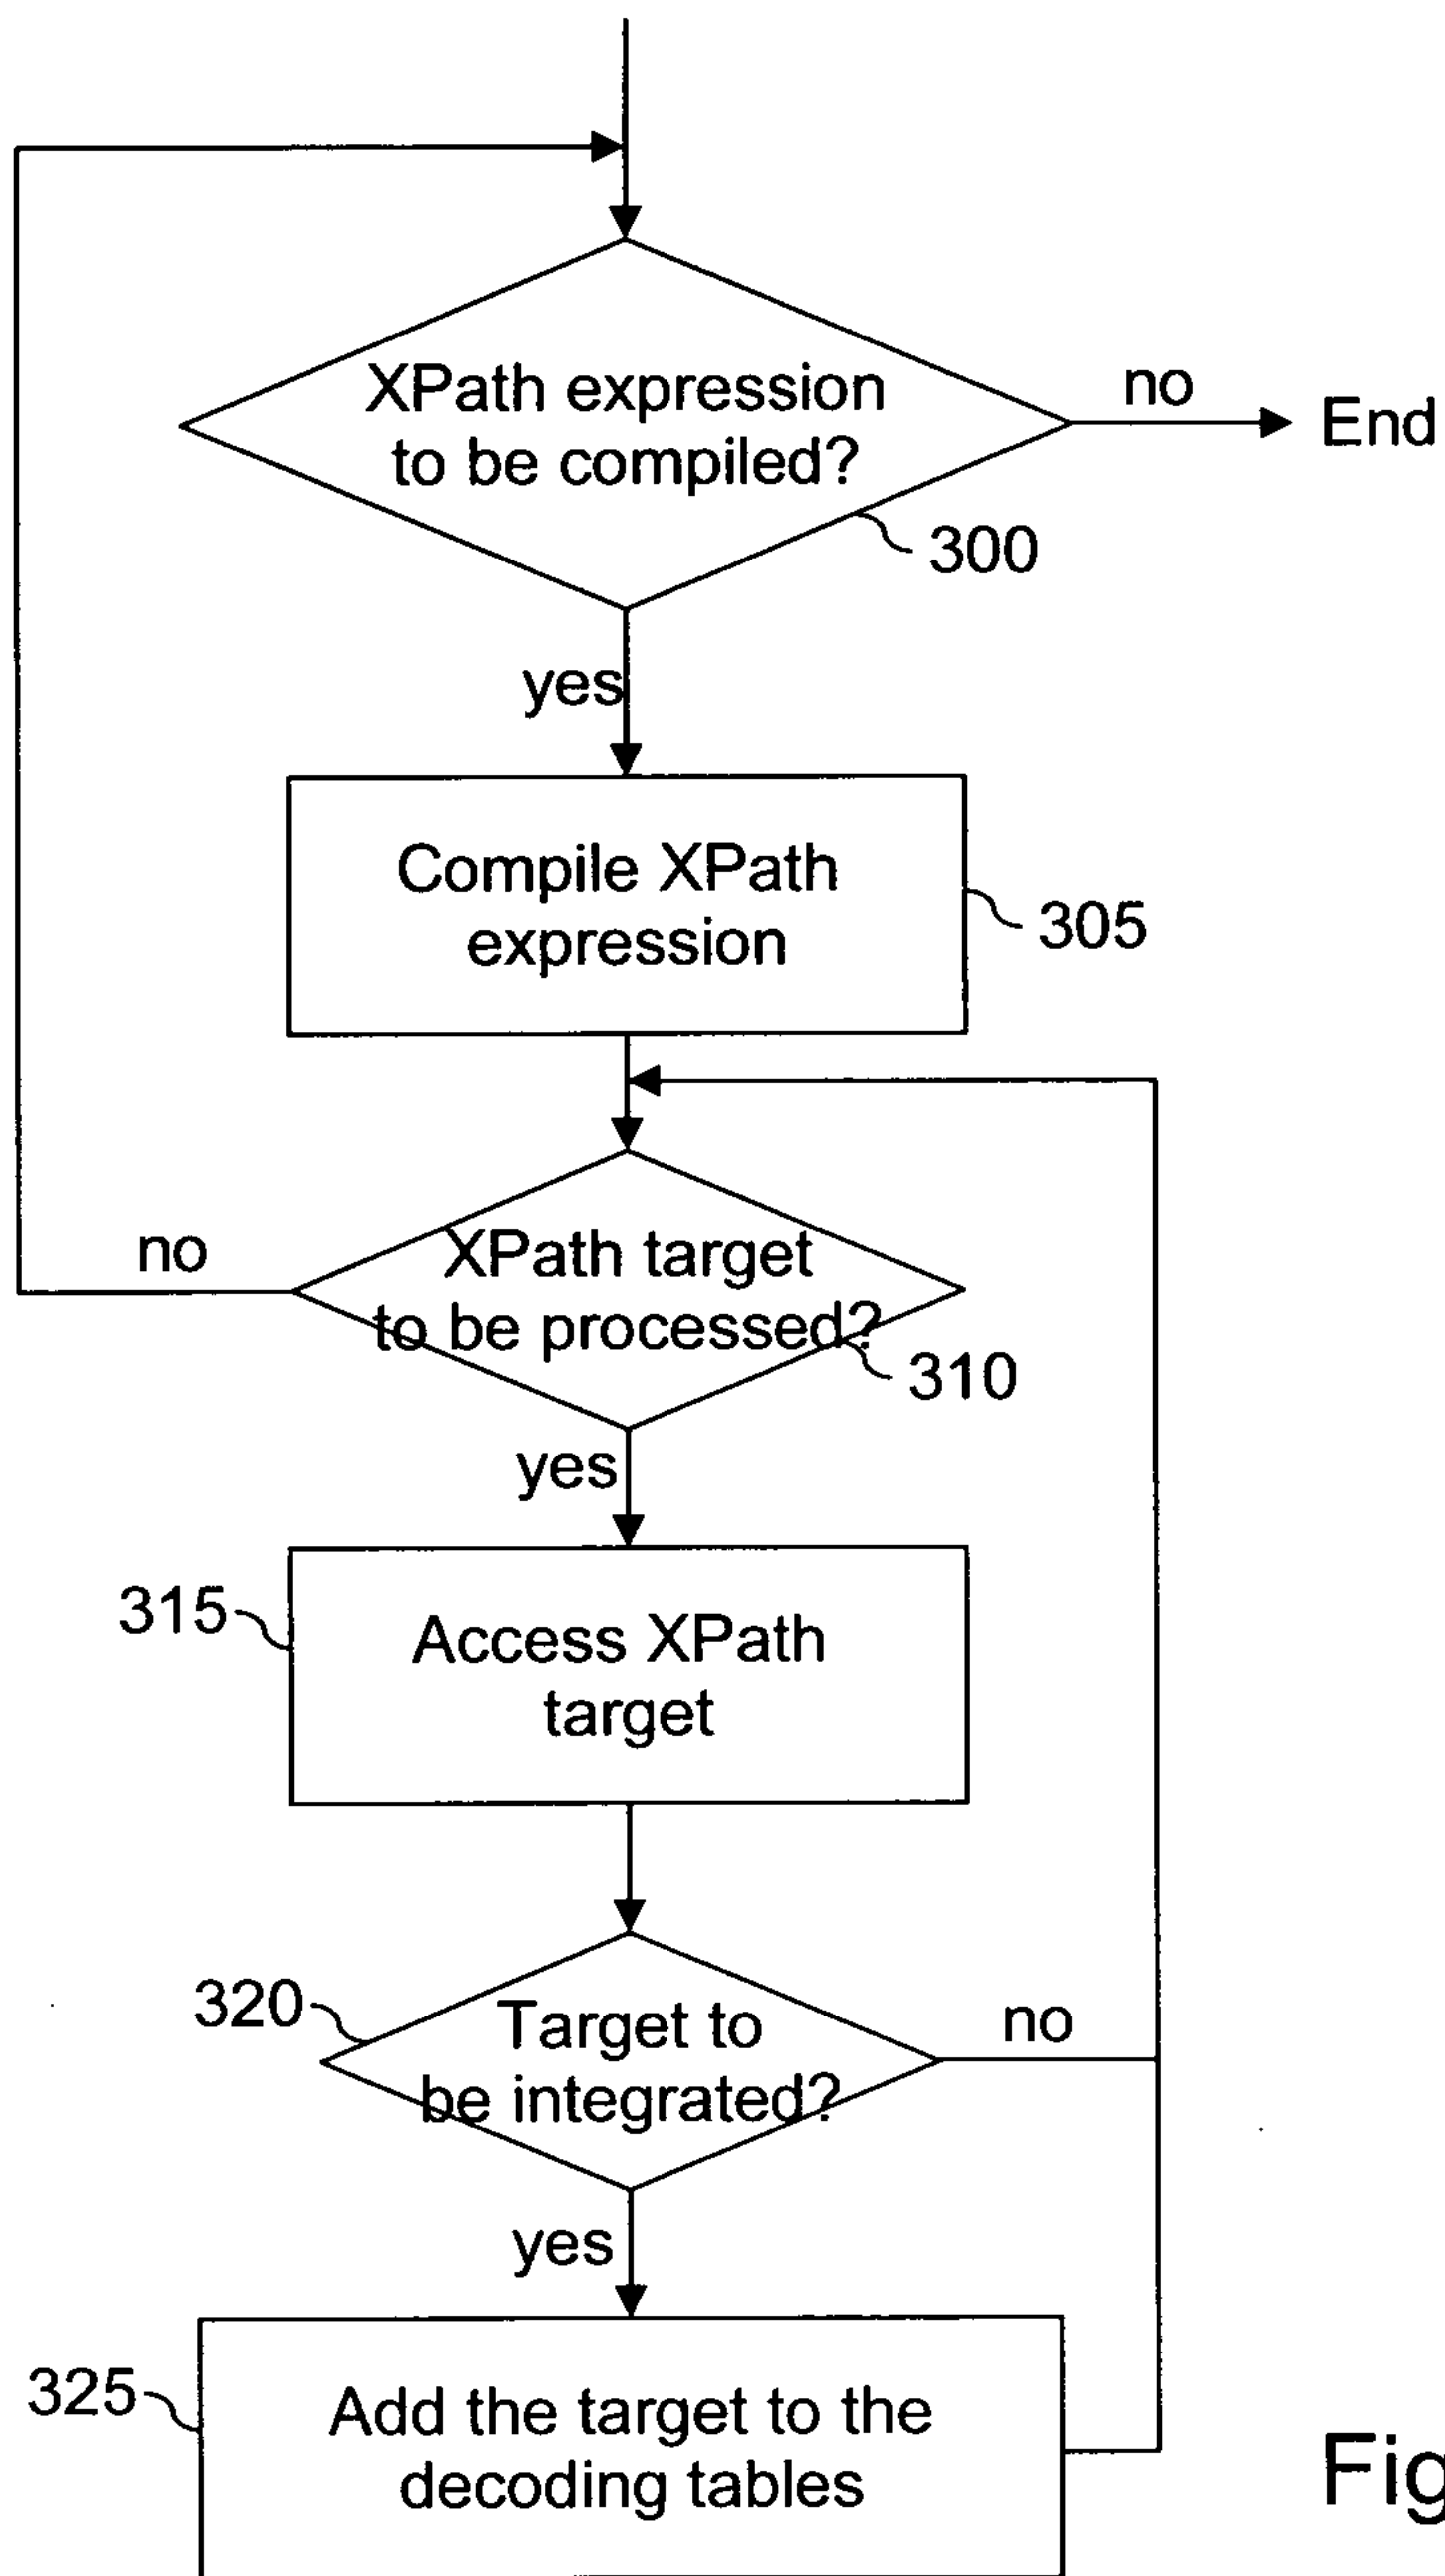 XPath expression
to be compiled?
no
End
300
yes
Compile XPath
expression
305
no
XPath target
to be processed?
310
yes
315
Access XPath
target
320
Target to
be integrated?
no
yes
325
Add the target to the
decoding tables
Fig